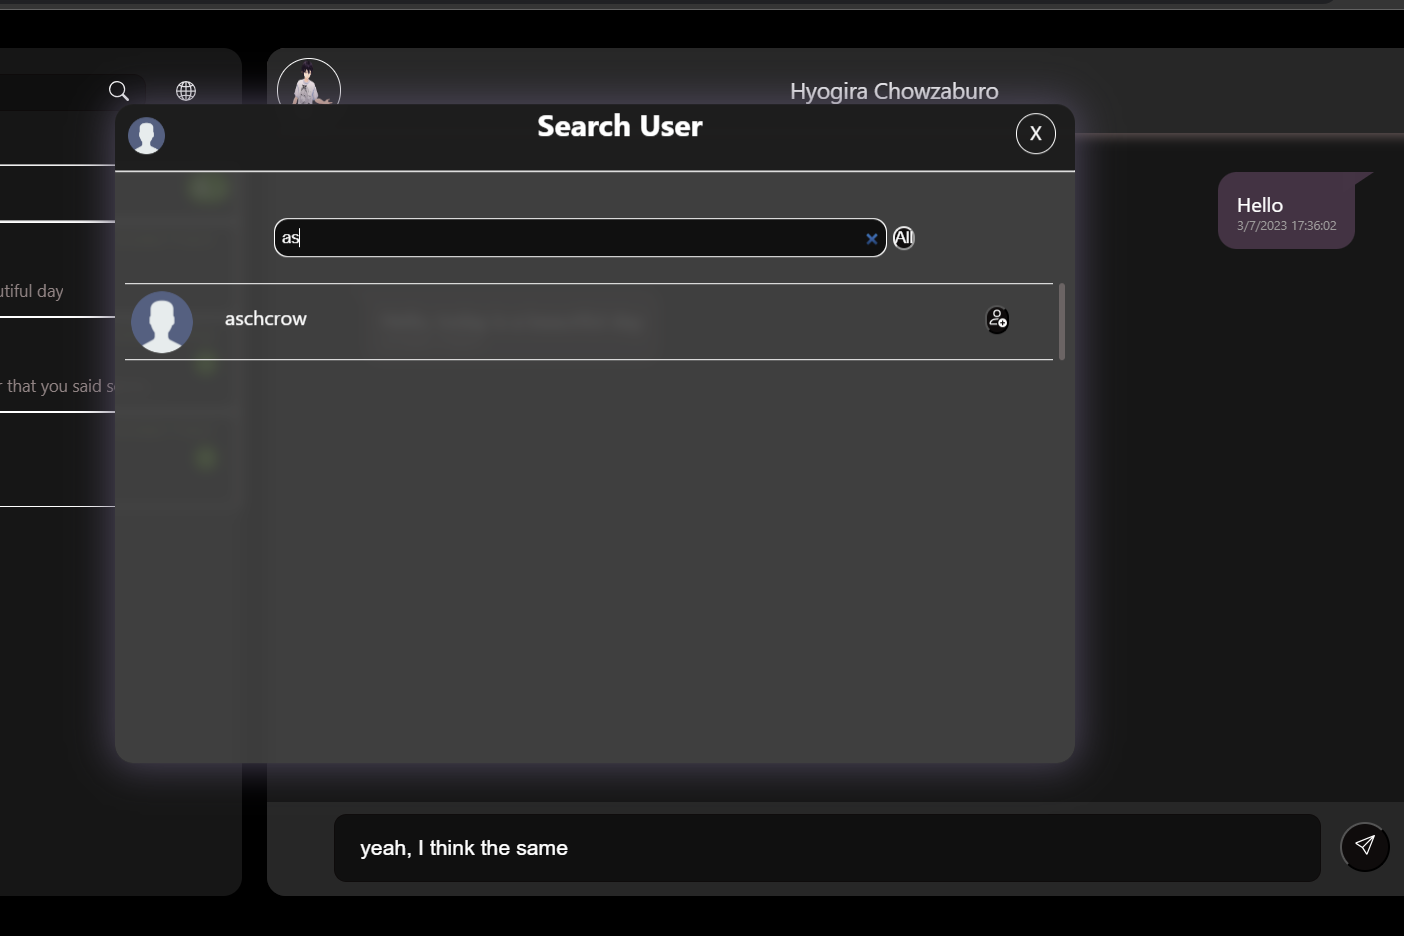 Hyogira Chowzaburo
Search User
X
Hello
3/7/2023 17:36:02
as
All
utiful day
aschcrow
r that you said s
yeah, I think the same